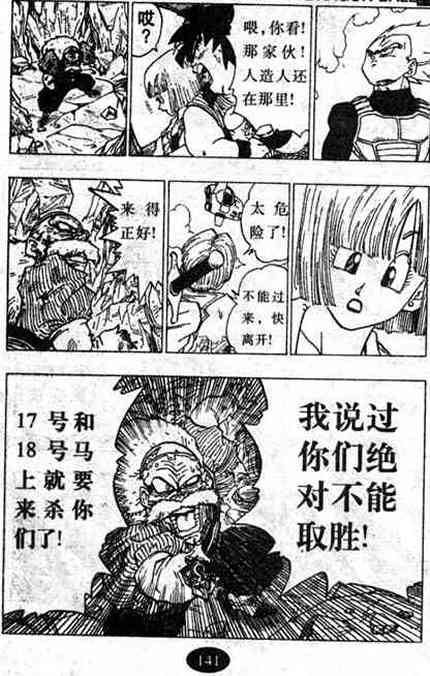 喂,你看!
那家伙!
人造人还
在那里!
哎
?
太危
险了!
不能过
来，快
离开!
来得
正好!
我说过
你们绝
对不能
取胜!
17号和
18号马
上就要
来杀你
们了!
141